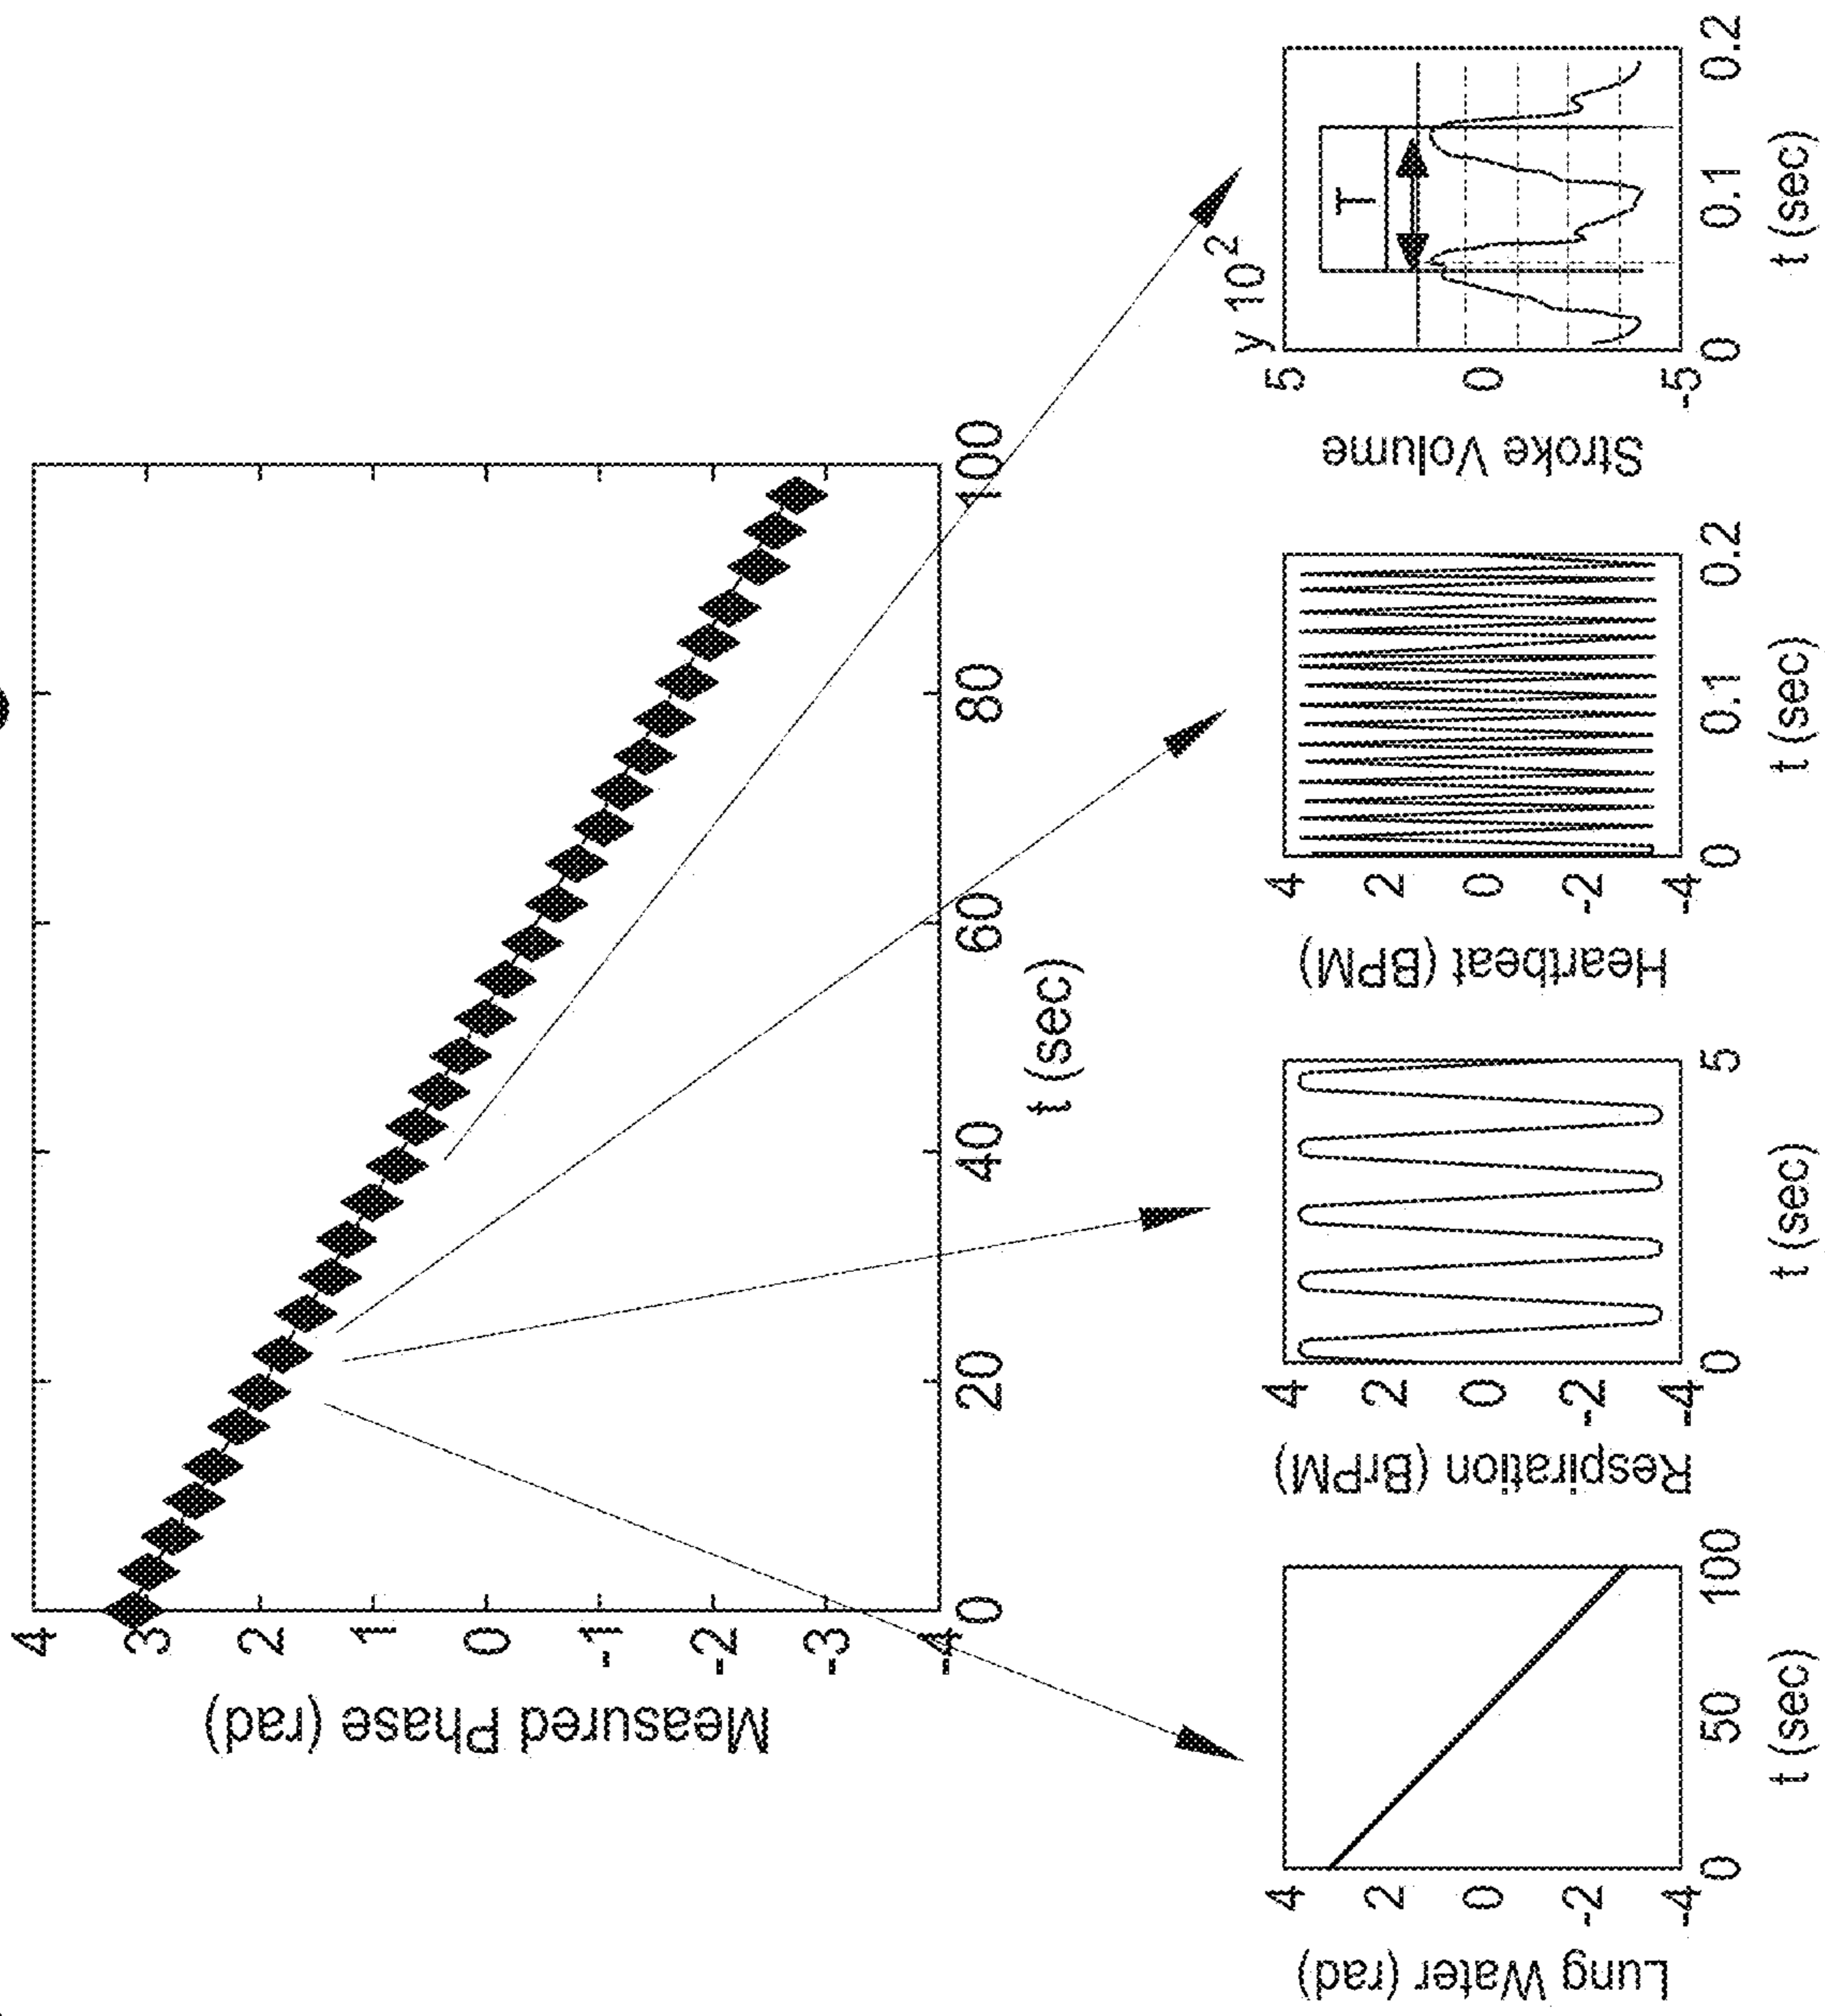 Measured Phase (rad)
4
3
2
1
0
-1
-2
-3
-4
0 20 40 60 80 100
t (sec)
Lung Water (rad)
4
2
0
-2
-4
0 50 100
t (sec)
Respiration (BrPM)
4
2
0
-2
-4
0 5
t (sec)
Heartbeat (BPM)
4
2
0
-2
-4
0 0.1 0.2
t (sec)
Stroke Volume
y 10²
5
0
-5
T
0 0.1 0.2
t (sec)